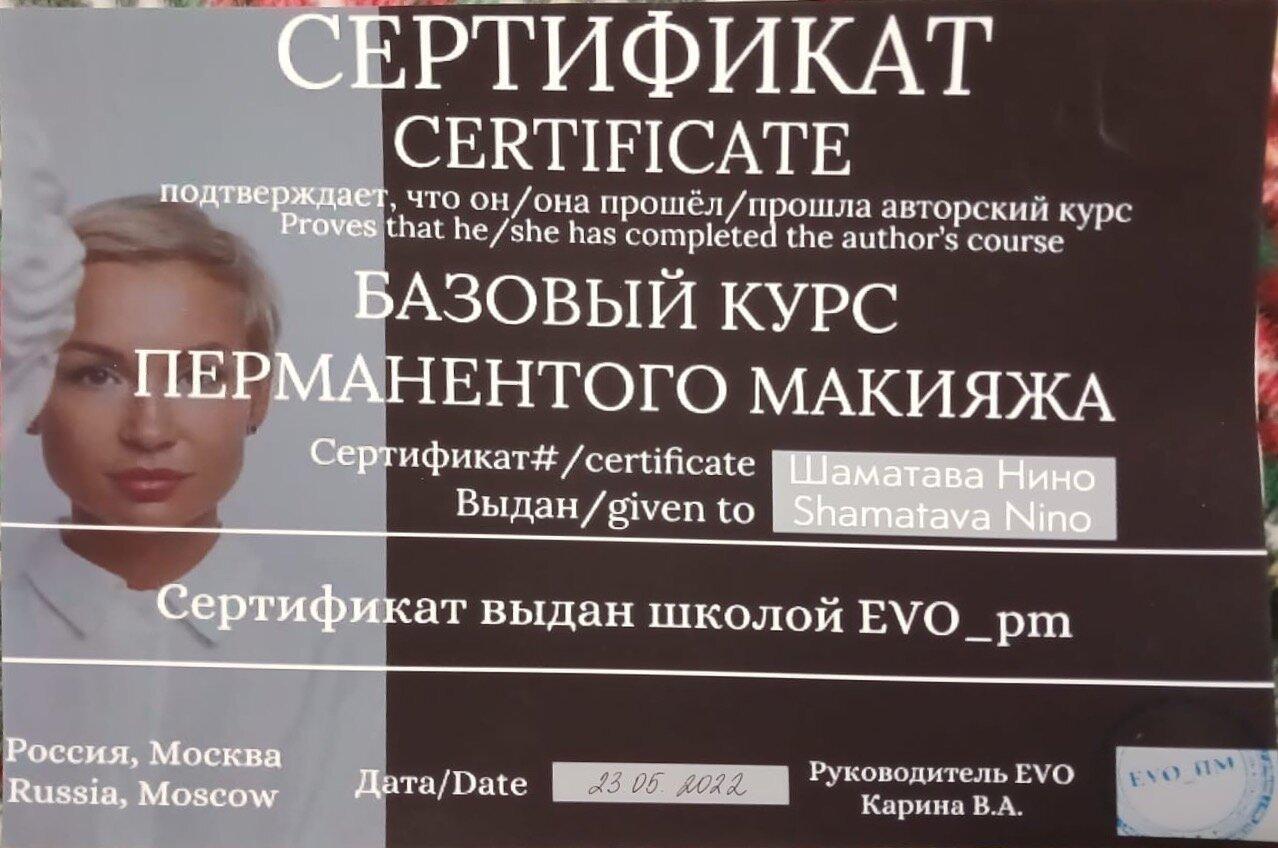 СЕРТИФИКАТ
CERTIFICATE
подтверждает, что он/она прошёл/прошла авторский курс
Proves that he/she has completed the author's course
БАЗОВЫЙ КУРС
ПЕРМАНЕНТОГО МАКИЯЖА
Сертификат#/certificate
Выдан/given to
Шаматава Нино
Shamatava Nino
Сертификат выдан школой EVO_pm
Россия, Москва
Russia, Moscow
Дата/Date
23 05. 2022
Руководитель EVO
Карина В.А.
EVO_ПМ